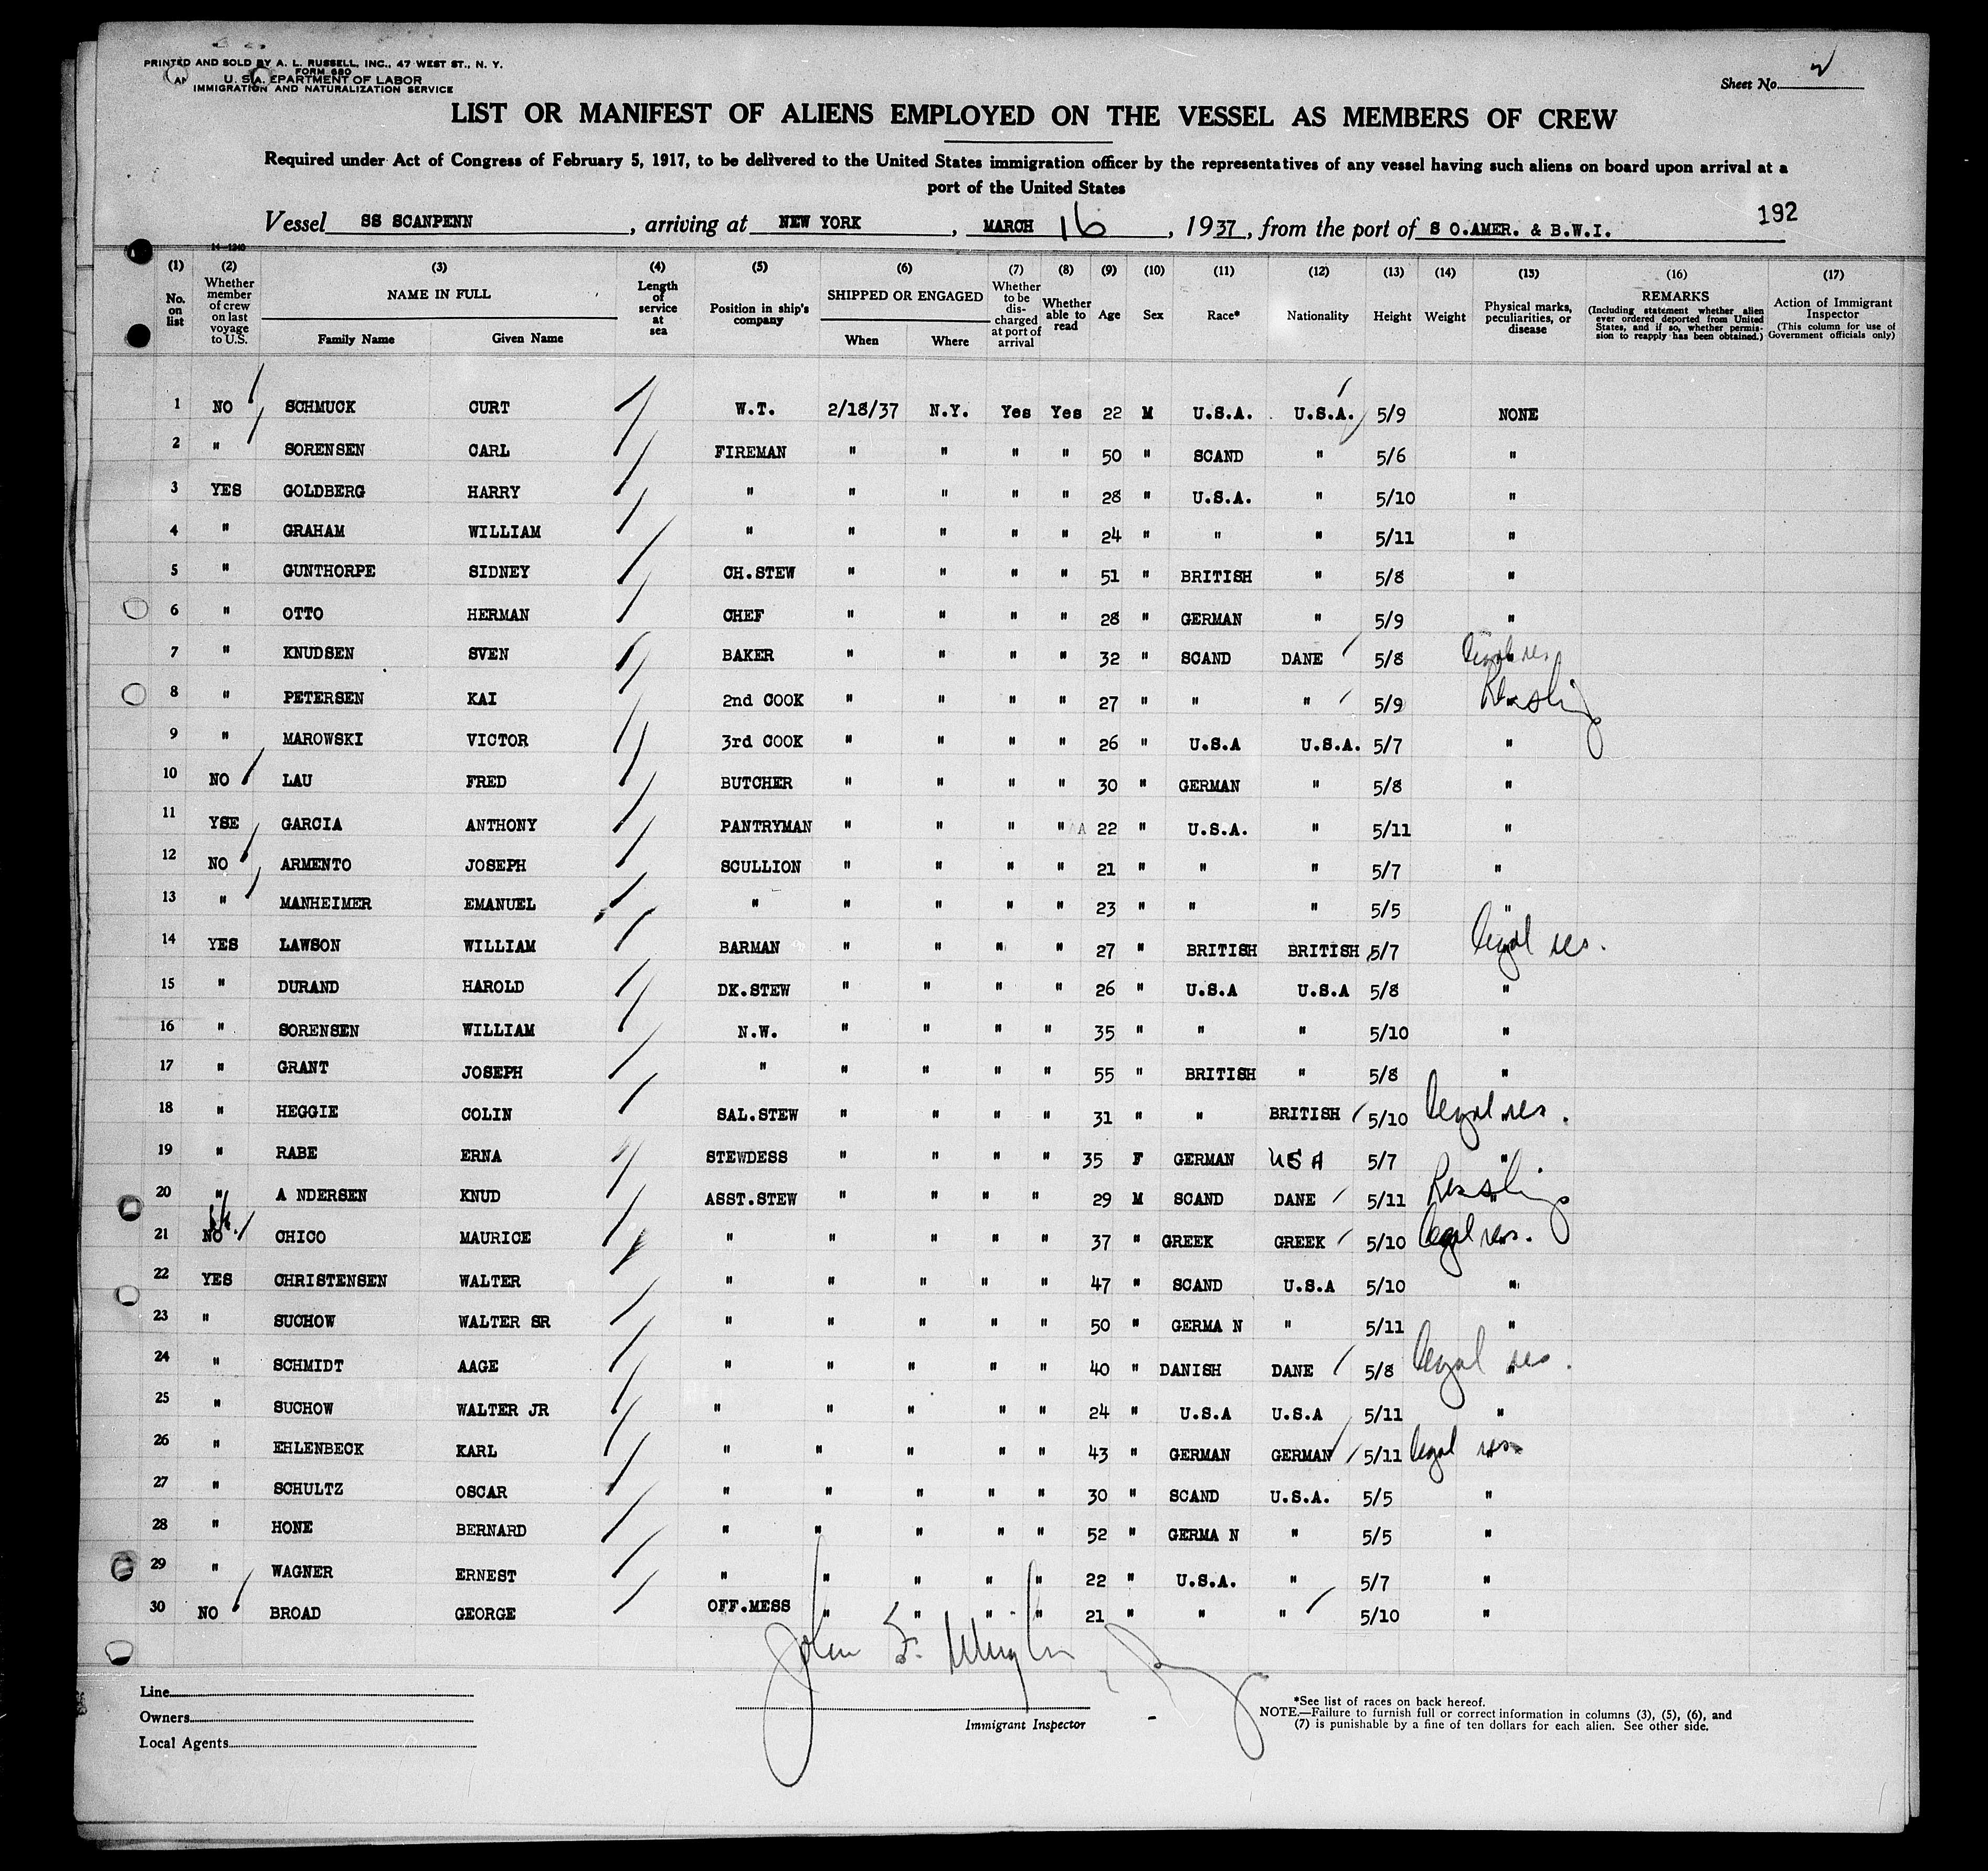 PRINTED AND SOLD BY A. L. RUSSELL, INC., 47 WEST ST., N. Y.
FORM 680
U. S. DEPARTMENT OF LABOR
IMMIGRATION AND NATURALIZATION SERVICE
Sheet No. 2
LIST OR MANIFEST OF ALIENS EMPLOYED ON THE VESSEL AS MEMBERS OF CREW
Required under Act of Congress of February 5, 1917, to be delivered to the United States immigration officer by the representatives of any vessel having such aliens on board upon arrival at a
port of the United States
192
Vessel SS SCANPENN, arriving at NEW YORK, MARCH 16, 1937, from the port of S O.AMER. & B.W.I.
14—1240
(1) (2) (3) (4) (5) (6) (7) (8) (9) (10) (11) (12) (13) (14) (15) (16) (17)
No. on list
Whether member of crew on last voyage to U.S.
NAME IN FULL
Family Name Given Name
Length of service at sea
Position in ship's company
SHIPPED OR ENGAGED
When Where
Whether to be discharged at port of arrival
Whether able to read
Age Sex Race* Nationality Height Weight
Physical marks, peculiarities, or disease
REMARKS
(Including statement whether alien ever ordered deported from United States, and if so, whether permission to reapply has been obtained.)
Action of Immigrant Inspector
(This column for use of Government officials only)
1 NO SCHMUCK CURT W.T. 2/18/37 N.Y. Yes Yes 22 M U.S.A. U.S.A. 5/9 NONE
2 " SORENSEN CARL FIREMAN " " " " 50 " SCAND " 5/6 "
3 YES GOLDBERG HARRY " " " " " 28 " U.S.A. " 5/10 "
4 " GRAHAM WILLIAM " " " " " 24 " " " 5/11 "
5 " GUNTHORPE SIDNEY CH.STEW " " " " 51 " BRITISH " 5/8 "
6 " OTTO HERMAN CHEF " " " " 28 " GERMAN " 5/9 "
7 " KNUDSEN SVEN BAKER " " " " 32 " SCAND DANE 5/8 " legal res.
8 " PETERSEN KAI 2nd COOK " " " " 27 " " " 5/9 "
9 " MAROWSKI VICTOR 3rd COOK " " " " 26 " U.S.A U.S.A. 5/7 "
10 NO LAU FRED BUTCHER " " " " 30 " GERMAN " 5/8 "
11 YSE GARCIA ANTHONY PANTRYMAN " " " " 22 " U.S.A. " 5/11 "
12 NO ARMENTO JOSEPH SCULLION " " " " 21 " " " 5/7 "
13 " MANHEIMER EMANUEL " " " " " 23 " " " 5/5 "
14 YES LAWSON WILLIAM BARMAN " " " " 27 " BRITISH BRITISH 5/7 legal res.
15 " DURAND HAROLD DK.STEW " " " " 26 " U.S.A U.S.A 5/8 "
16 " SORENSEN WILLIAM N.W. " " " " 35 " " " 5/10 "
17 " GRANT JOSEPH " " " " " 55 " BRITISH " 5/8 "
18 " HEGGIE COLIN SAL.STEW " " " " 31 " " BRITISH 5/10 legal res.
19 " RABE ERNA STEWDESS " " " " 35 F GERMAN USA 5/7 "
20 " A NDERSEN KNUD ASST.STEW " " " " 29 M SCAND DANE 5/11 "
21 NO CHICO MAURICE " " " " " 37 " GREEK GREEK 5/10 legal res.
22 YES CHRISTENSEN WALTER " " " " " 47 " SCAND U.S.A 5/10 "
23 " SUCHOW WALTER SR " " " " " 50 " GERMA N " 5/11 "
24 " SCHMIDT AAGE " " " " " 40 " DANISH DANE 5/8 " legal res.
25 " SUCHOW WALTER JR " " " " " 24 " U.S.A U.S.A 5/11 "
26 " EHLENBECK KARL " " " " " 43 " GERMAN GERMAN 5/11 " legal res
27 " SCHULTZ OSCAR " " " " " 30 " SCAND U.S.A. 5/5 "
28 " HONE BERNARD " " " " " 52 " GERMA N " 5/5 "
29 " WAGNER ERNEST " " " " " 22 " U.S.A. " 5/7 "
30 NO BROAD GEORGE OFF.MESS " " " " 21 " " " 5/10 "
John F.
Line
Owners
Local Agents
Immigrant Inspector
*See list of races on back hereof.
NOTE.—Failure to furnish full or correct information in columns (3), (5), (6), and
(7) is punishable by a fine of ten dollars for each alien. See other side.